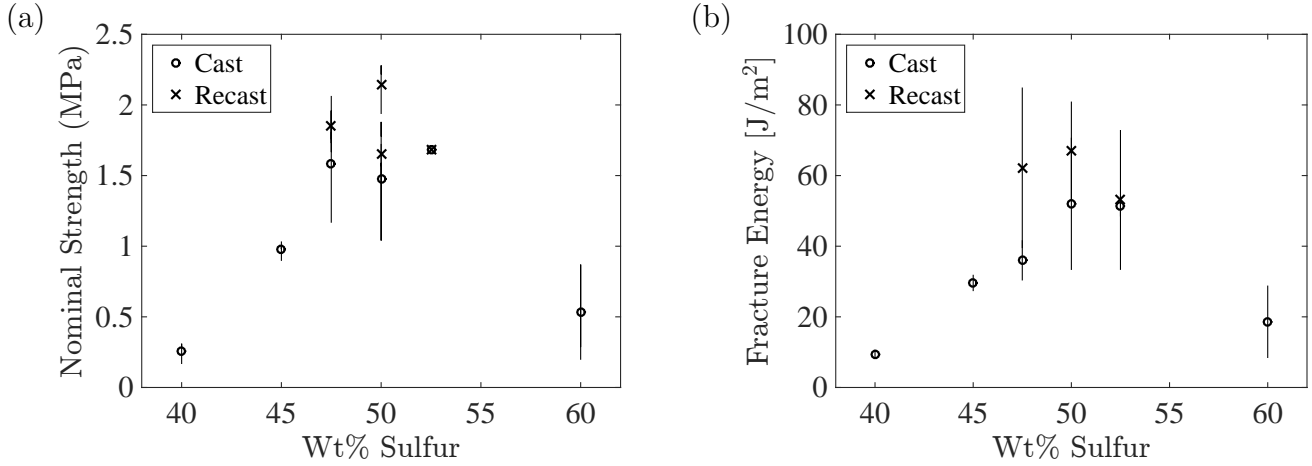 (a)
Nominal Strength (MPa)
2.5
2
1.5
1
0.5
0
Cast
Recast
40 45 50 55 60
Wt% Sulfur
(b)
Fracture Energy [J/m²]
100
80
60
40
20
0
Cast
Recast
40 45 50 55 60
Wt% Sulfur